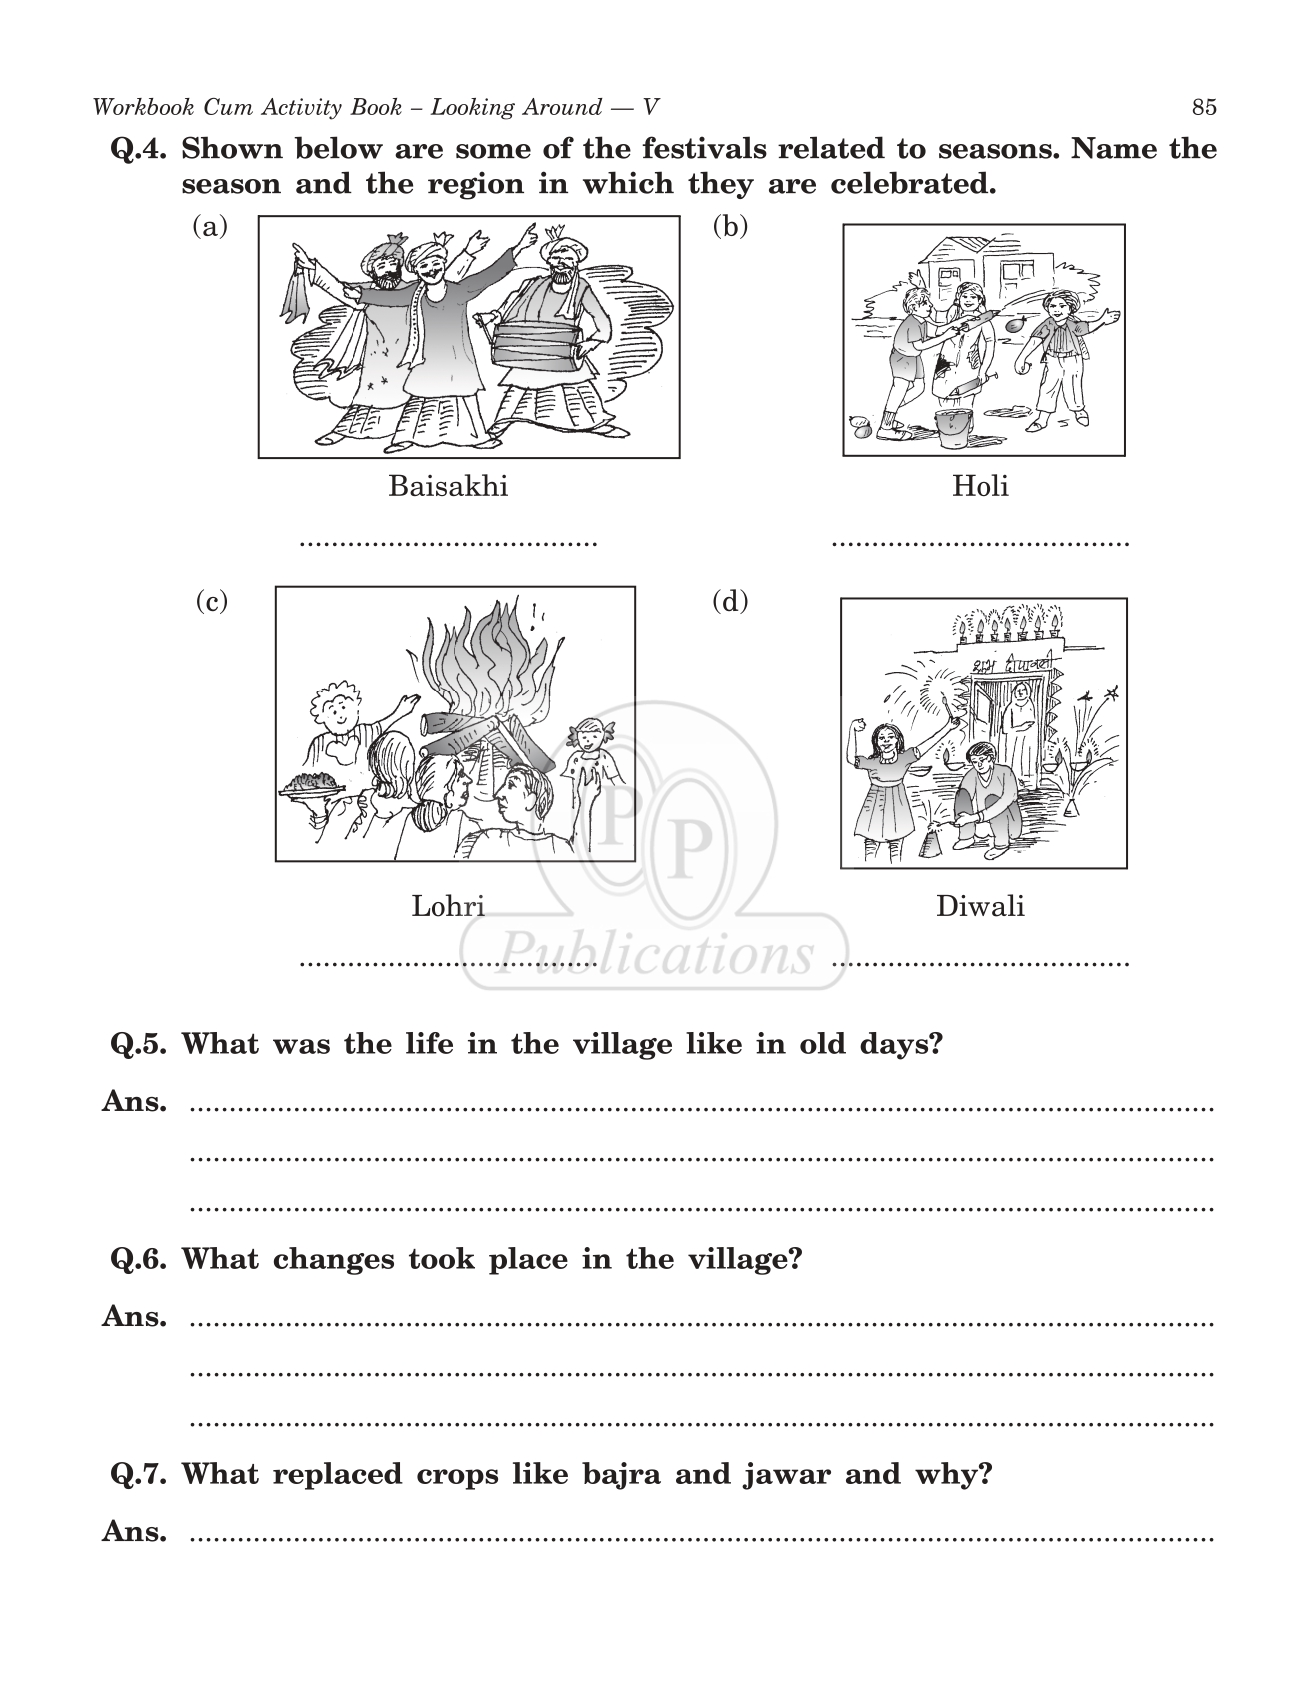 Workbook Cum Activity Book – Looking Around — V 85
Q.4. Shown below are some of the festivals related to seasons. Name the
season and the region in which they are celebrated.
(a) (b)
शुभ दीपावली
Baisakhi Holi
..................................... .....................................
(c) (d)
Lohri Diwali
..................................... .....................................
PP
Publications
Q.5. What was the life in the village like in old days?
Ans. ................................................................................
................................................................................
................................................................................
Q.6. What changes took place in the village?
Ans. ................................................................................
................................................................................
................................................................................
Q.7. What replaced crops like bajra and jawar and why?
Ans. ................................................................................